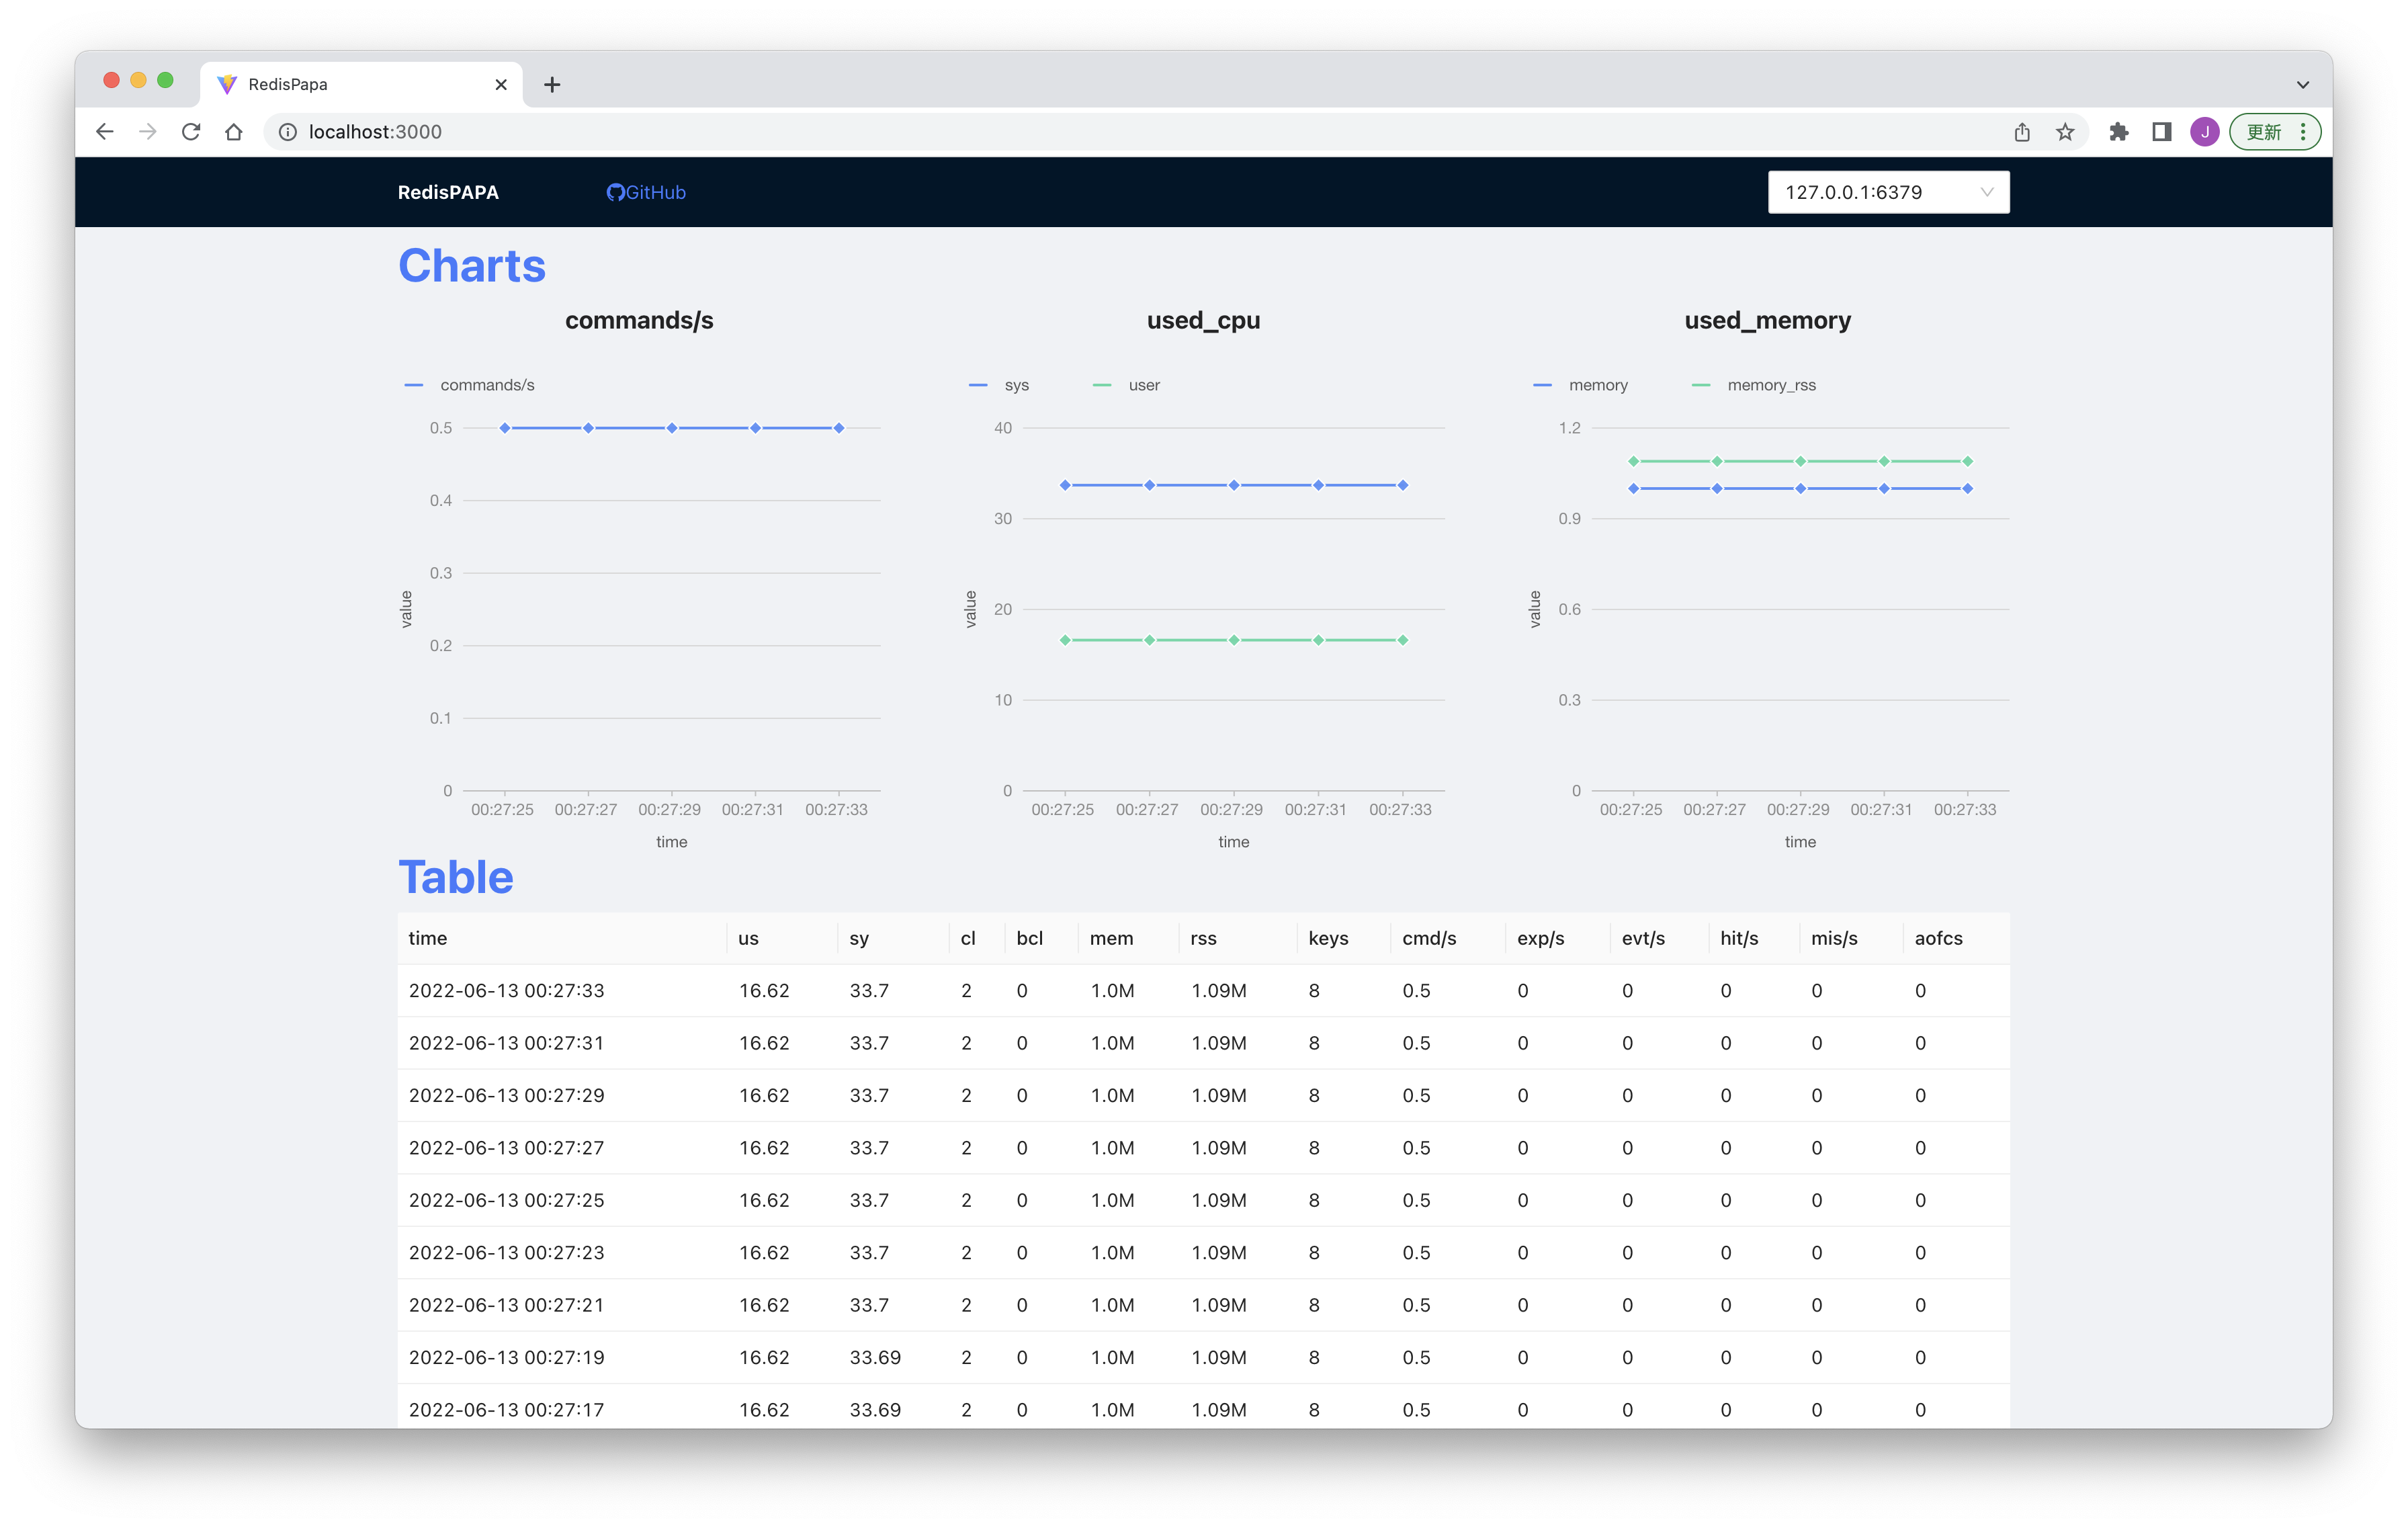 RedisPapa
localhost:3000
J
更新
RedisPAPA GitHub 127.0.0.1:6379
Charts
commands/s
commands/s
0.5
0.4
0.3
0.2
0.1
0
value
00:27:25 00:27:27 00:27:29 00:27:31 00:27:33
time
used_cpu
sys user
40
30
20
10
0
value
00:27:25 00:27:27 00:27:29 00:27:31 00:27:33
time
used_memory
memory memory_rss
1.2
0.9
0.6
0.3
0
value
00:27:25 00:27:27 00:27:29 00:27:31 00:27:33
time
Table
time us sy cl bcl mem rss keys cmd/s exp/s evt/s hit/s mis/s aofcs
2022-06-13 00:27:33 16.62 33.7 2 0 1.0M 1.09M 8 0.5 0 0 0 0 0
2022-06-13 00:27:31 16.62 33.7 2 0 1.0M 1.09M 8 0.5 0 0 0 0 0
2022-06-13 00:27:29 16.62 33.7 2 0 1.0M 1.09M 8 0.5 0 0 0 0 0
2022-06-13 00:27:27 16.62 33.7 2 0 1.0M 1.09M 8 0.5 0 0 0 0 0
2022-06-13 00:27:25 16.62 33.7 2 0 1.0M 1.09M 8 0.5 0 0 0 0 0
2022-06-13 00:27:23 16.62 33.7 2 0 1.0M 1.09M 8 0.5 0 0 0 0 0
2022-06-13 00:27:21 16.62 33.7 2 0 1.0M 1.09M 8 0.5 0 0 0 0 0
2022-06-13 00:27:19 16.62 33.69 2 0 1.0M 1.09M 8 0.5 0 0 0 0 0
2022-06-13 00:27:17 16.62 33.69 2 0 1.0M 1.09M 8 0.5 0 0 0 0 0